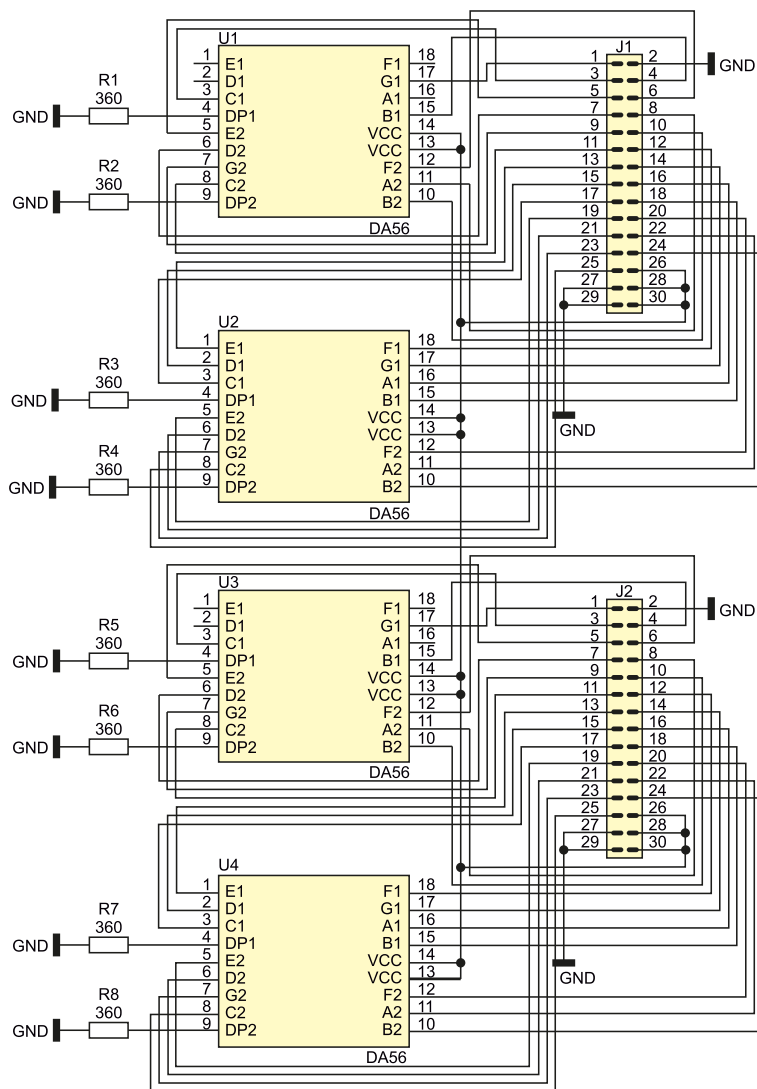 U1
1 E1 F1 18
2 D1 G1 17
3 C1 A1 16
4 DP1 B1 15
5 E2 VCC 14
6 D2 VCC 13
7 G2 F2 12
8 C2 A2 11
9 DP2 B2 10
DA56
R1
360
GND
R2
360
GND
J1
1 2
3 4
5 6
7 8
9 10
11 12
13 14
15 16
17 18
19 20
21 22
23 24
25 26
27 28
29 30
GND
GND
U2
1 E1 F1 18
2 D1 G1 17
3 C1 A1 16
4 DP1 B1 15
5 E2 VCC 14
6 D2 VCC 13
7 G2 F2 12
8 C2 A2 11
9 DP2 B2 10
DA56
R3
360
GND
R4
360
GND
U3
1 E1 F1 18
2 D1 G1 17
3 C1 A1 16
4 DP1 B1 15
5 E2 VCC 14
6 D2 VCC 13
7 G2 F2 12
8 C2 A2 11
9 DP2 B2 10
DA56
R5
360
GND
R6
360
GND
J2
1 2
3 4
5 6
7 8
9 10
11 12
13 14
15 16
17 18
19 20
21 22
23 24
25 26
27 28
29 30
GND
GND
U4
1 E1 F1 18
2 D1 G1 17
3 C1 A1 16
4 DP1 B1 15
5 E2 VCC 14
6 D2 VCC 13
7 G2 F2 12
8 C2 A2 11
9 DP2 B2 10
DA56
R7
360
GND
R8
360
GND